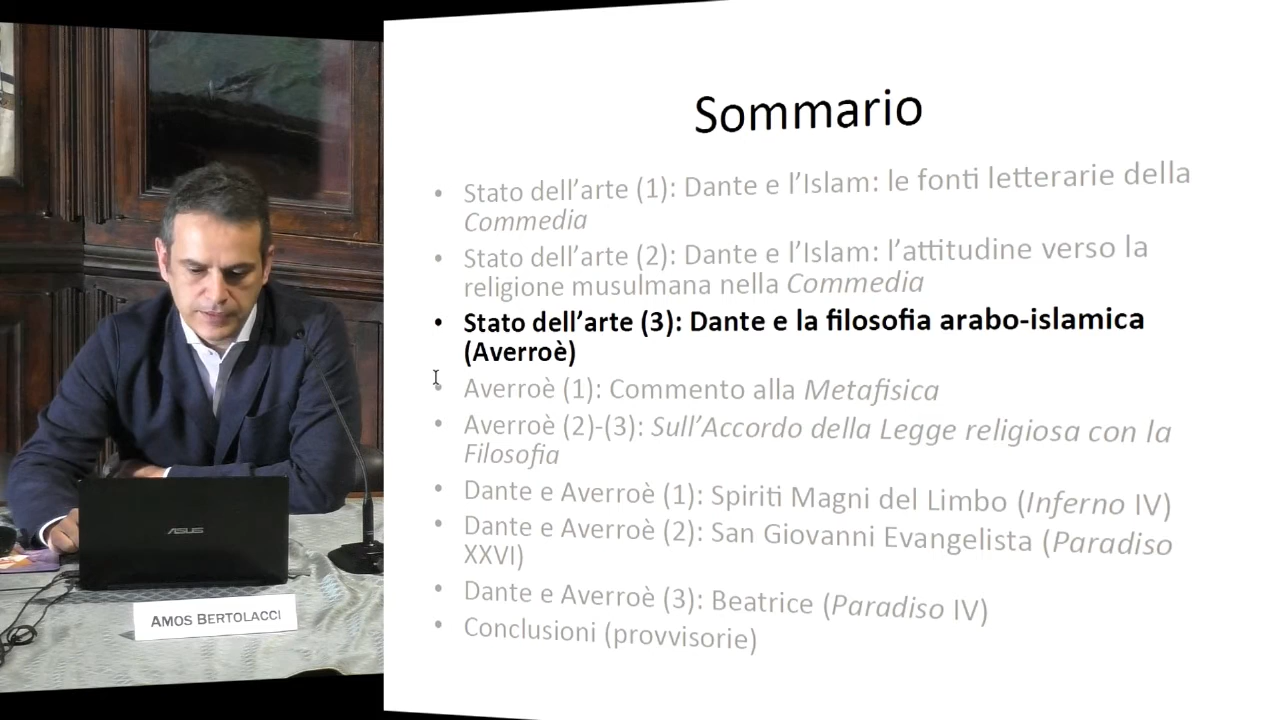 Sommario
• Stato dell’arte (1): Dante e l’Islam: le fonti letterarie della
Commedia
• Stato dell’arte (2): Dante e l’Islam: l’attitudine verso la
religione musulmana nella Commedia
• Stato dell’arte (3): Dante e la filosofia arabo-islamica
(Averroè)
• Averroè (1): Commento alla Metafisica
• Averroè (2)-(3): Sull’Accordo della Legge religiosa con la
Filosofia
• Dante e Averroè (1): Spiriti Magni del Limbo (Inferno IV)
• Dante e Averroè (2): San Giovanni Evangelista (Paradiso
XXVI)
• Dante e Averroè (3): Beatrice (Paradiso IV)
• Conclusioni (provvisorie)
ASUS
AMOS BERTOLACCI